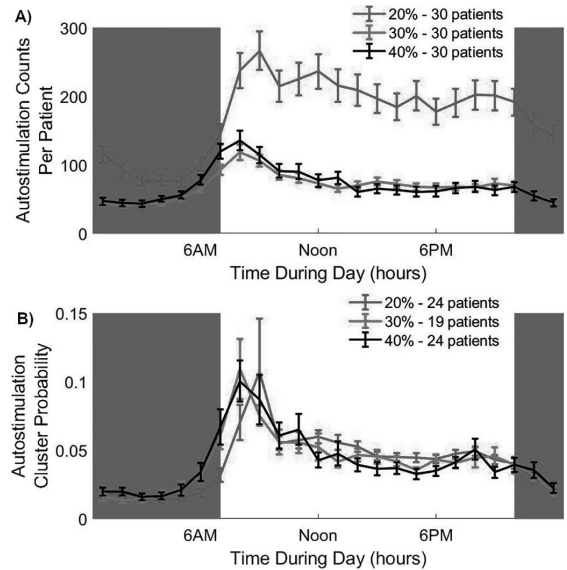 A)
20% - 30 patients
30% - 30 patients
40% - 30 patients
300
200
100
0
Autostimulation Counts
Per Patient
6AM
Noon
6PM
Time During Day (hours)
B)
20% - 24 patients
30% - 19 patients
40% - 24 patients
0.15
0.1
0.05
0
Autostimulation
Cluster Probability
6AM
Noon
6PM
Time During Day (hours)